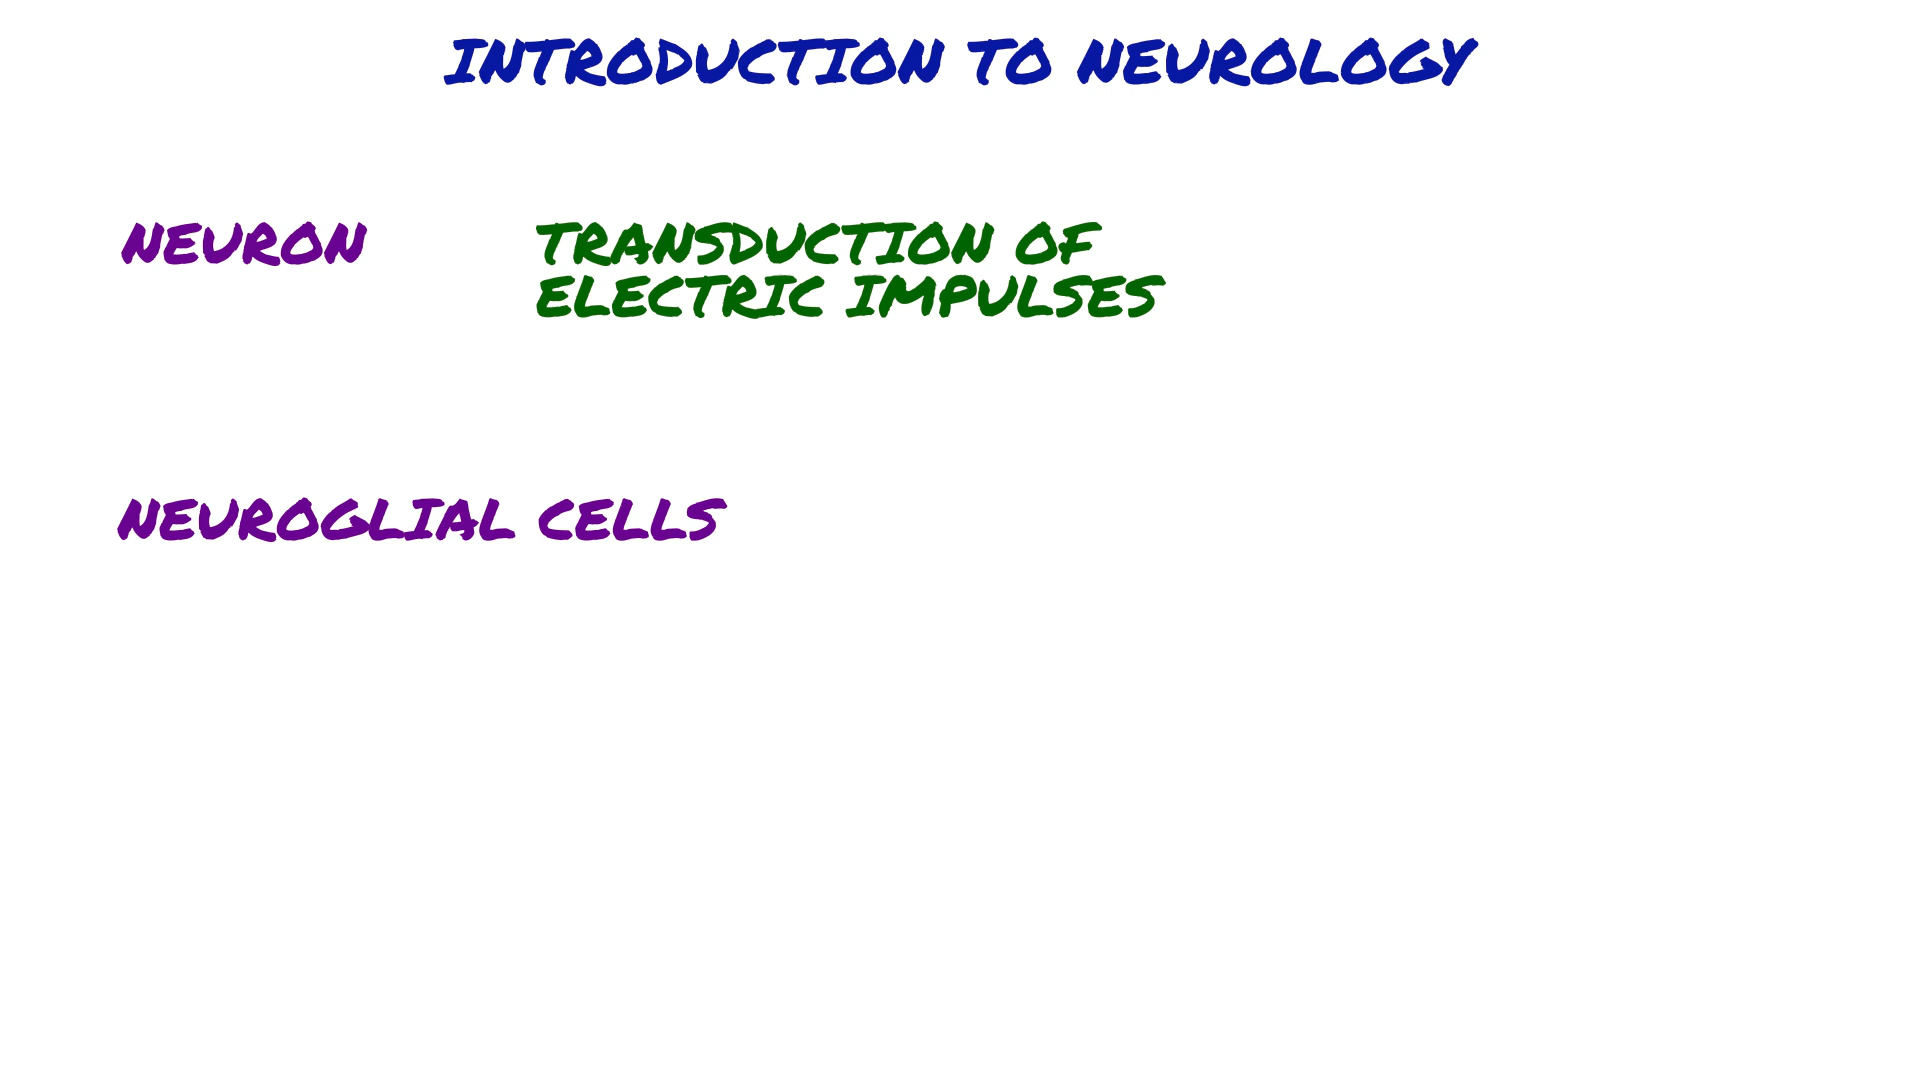 INTRODUCTION TO NEUROLOGY
NEURON
TRANSDUCTION OF
ELECTRIC IMPULSES
NEUROGLIAL CELLS